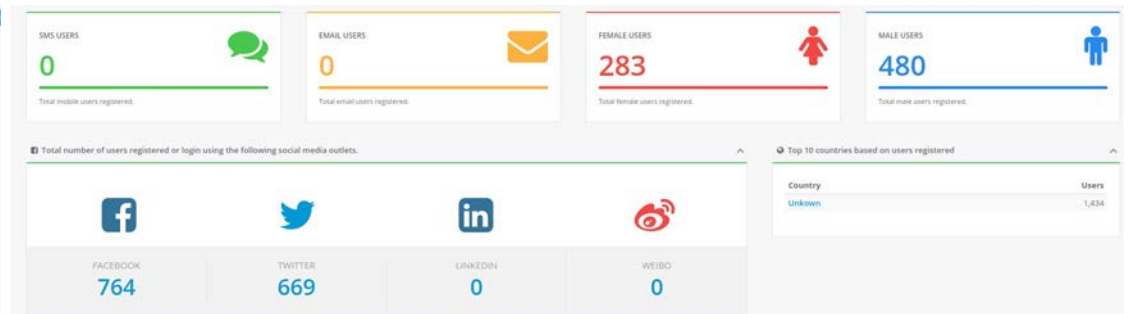 SMS USERS
0
Total mobile users registered.
EMAIL USERS
0
Total email users registered.
FEMALE USERS
283
Total female users registered.
MALE USERS
480
Total male users registered.
Total number of users registered or login using the following social media outlets.
FACEBOOK
764
TWITTER
669
LINKEDIN
0
WEIBO
0
Top 10 countries based on users registered
Country Users
Unkown 1,434